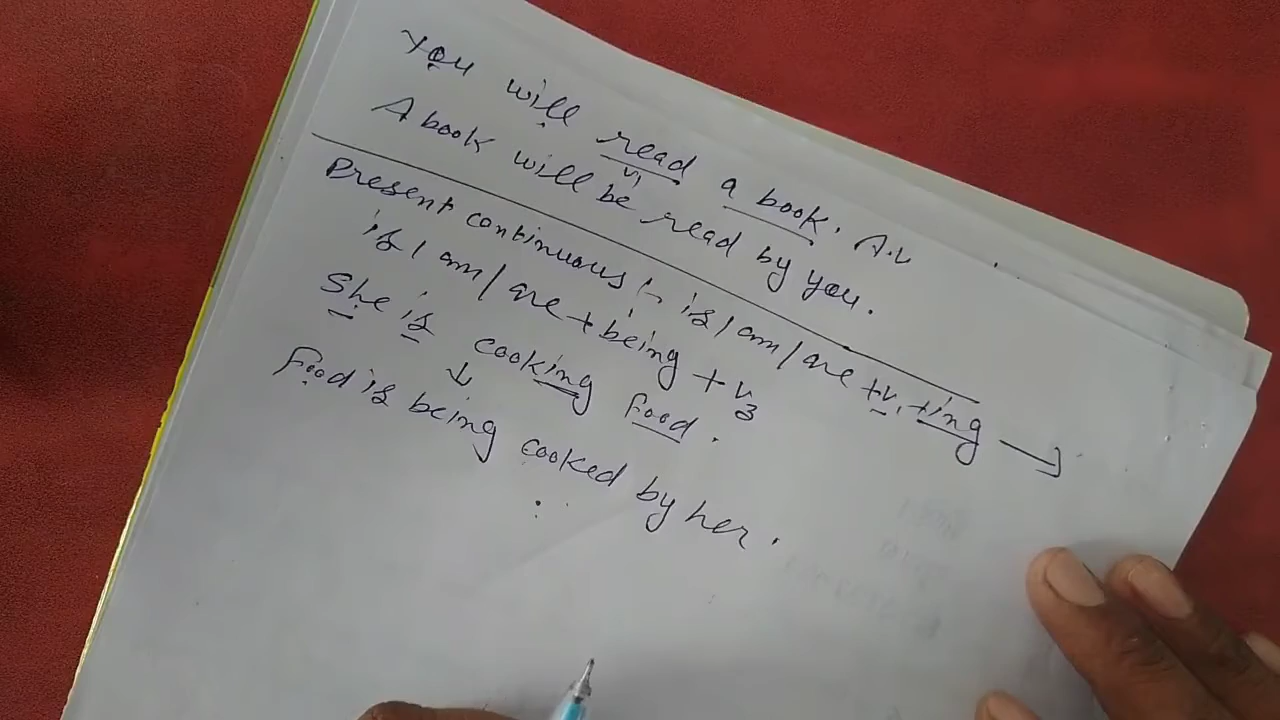 You will read a book. A.V
V1
A book will be read by you.
Present continuous :- is/am/are +V1 +ing →
is/am/are + being + V3
She is cooking food.
↓
Food is being cooked by her.